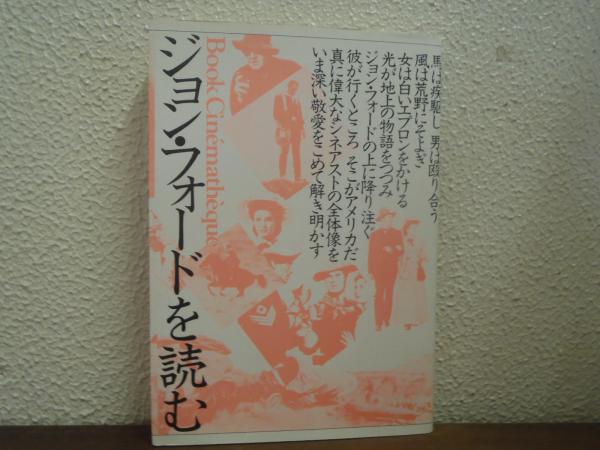 馬は疾駆し 男は殴り合う
風は荒野にそよぎ
女は白いエプロンをかける
光が地上の物語をつつみ
ジョン・フォードの上に降り注ぐ
彼が行くところ そこがアメリカだ
真に偉大なシネアストの全体像を
いま深い敬愛をこめて解き明かす
Book Cinémathèque
ジョン・フォードを読む